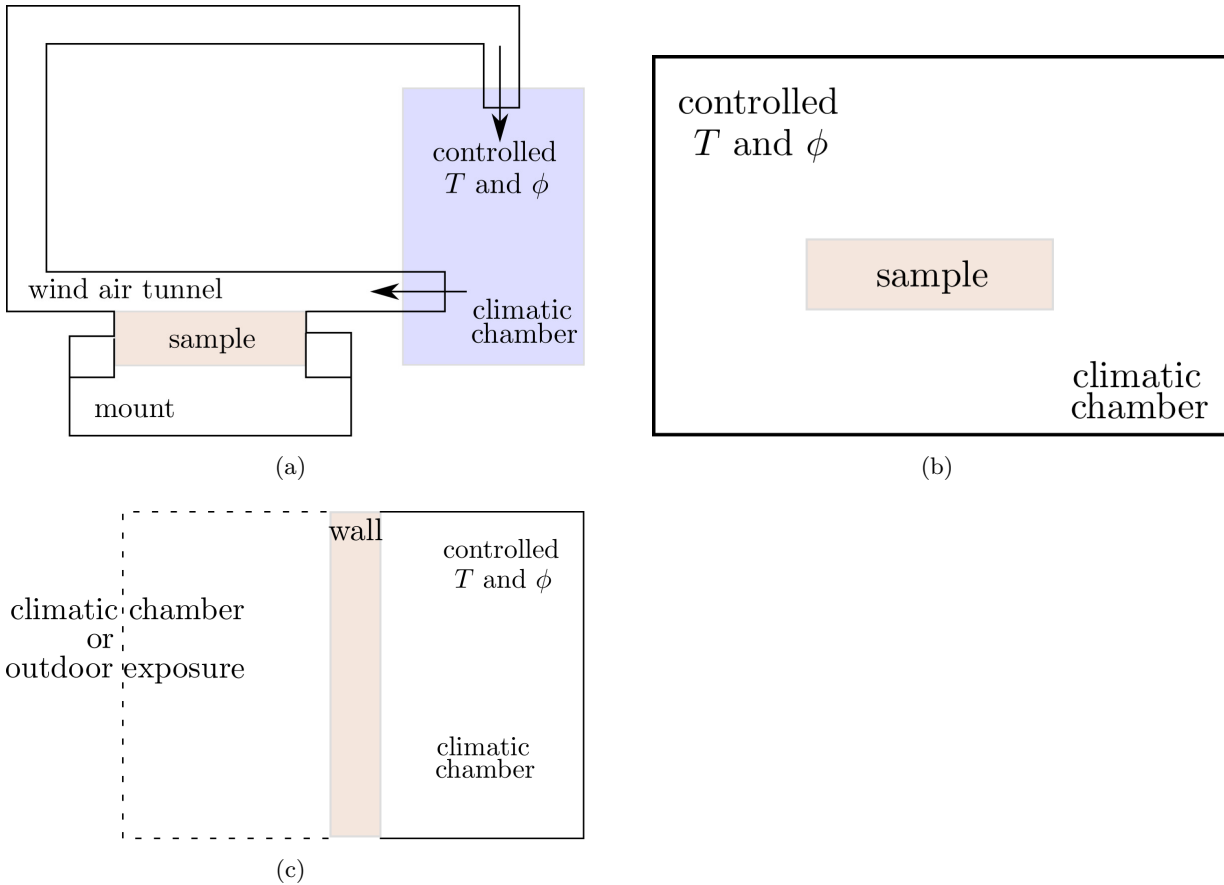 controlled
T and ϕ
wind air tunnel
climatic
chamber
sample
mount
(a)
controlled
T and ϕ
sample
climatic
chamber
(b)
wall
controlled
T and ϕ
climatic chamber
or
outdoor exposure
climatic
chamber
(c)